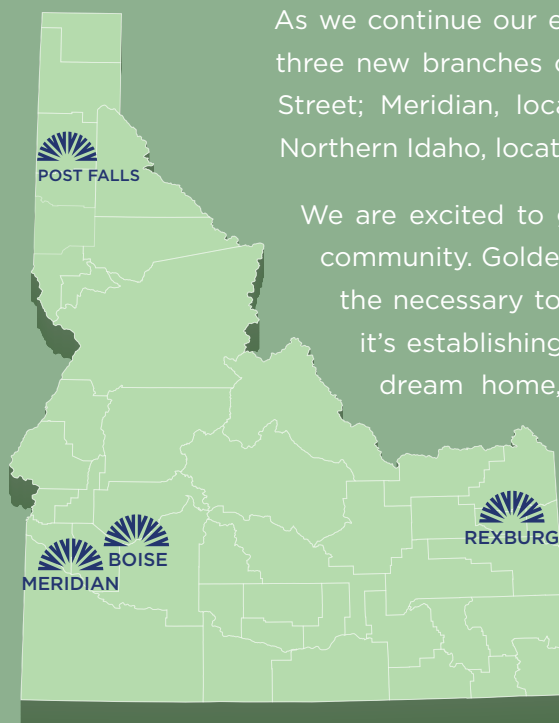 As we continue our e
three new branches
Street; Meridian, loca
Northern Idaho, locat
We are excited to
community. Golde
the necessary to
it's establishing
dream home,
POST FALLS
BOISE
MERIDIAN
REXBURG